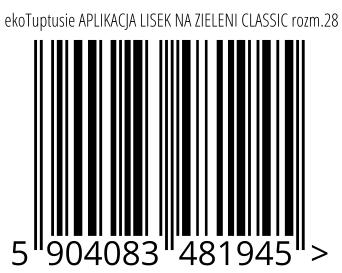 ekoTuptusie APLIKACJA LISEK NA ZIELENI CLASSIC rozm.28
5 904083 481945 >